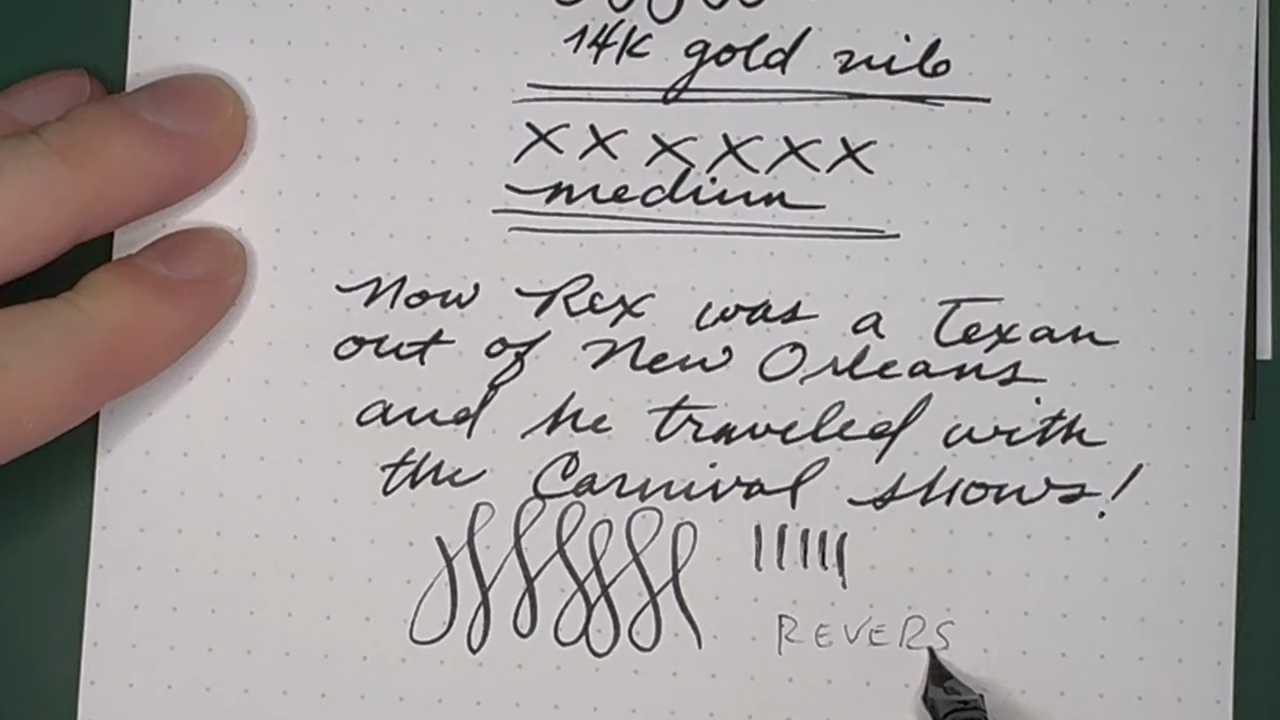 14K gold nib
XXXXXX
medium
Now Rex was a Texan
out of New Orleans
and he traveled with
the Carnival shows!
REVERS